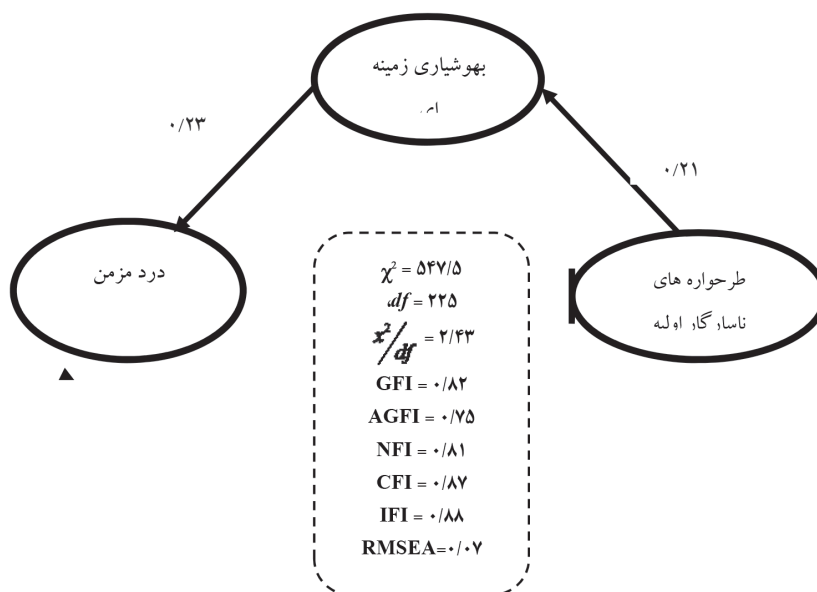 بهوشیاری زمینه
ای
۰/۲۳
۰/۲۱
درد مزمن
طرحواره های
ناسازگار اولیه
χ² = ۵۴۷/۵
df = ۲۲۵
x²/df = ۲/۴۳
GFI = ۰/۸۲
AGFI = ۰/۷۵
NFI = ۰/۸۱
CFI = ۰/۸۷
IFI = ۰/۸۸
RMSEA=۰/۰۷